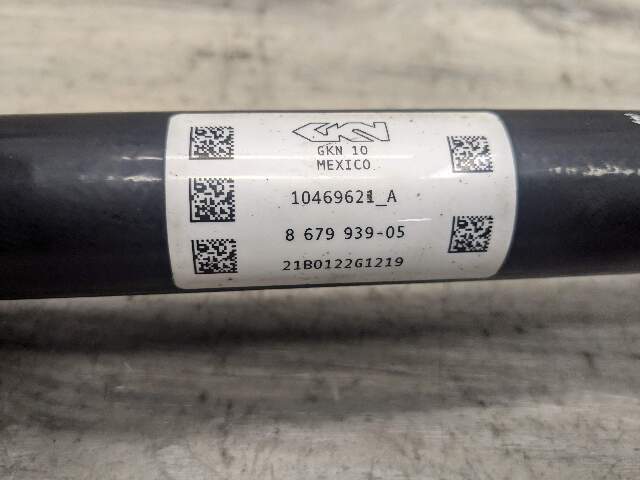 GKN
GKN 10
MEXICO
10469621_A
8 679 939-05
21B0122G1219